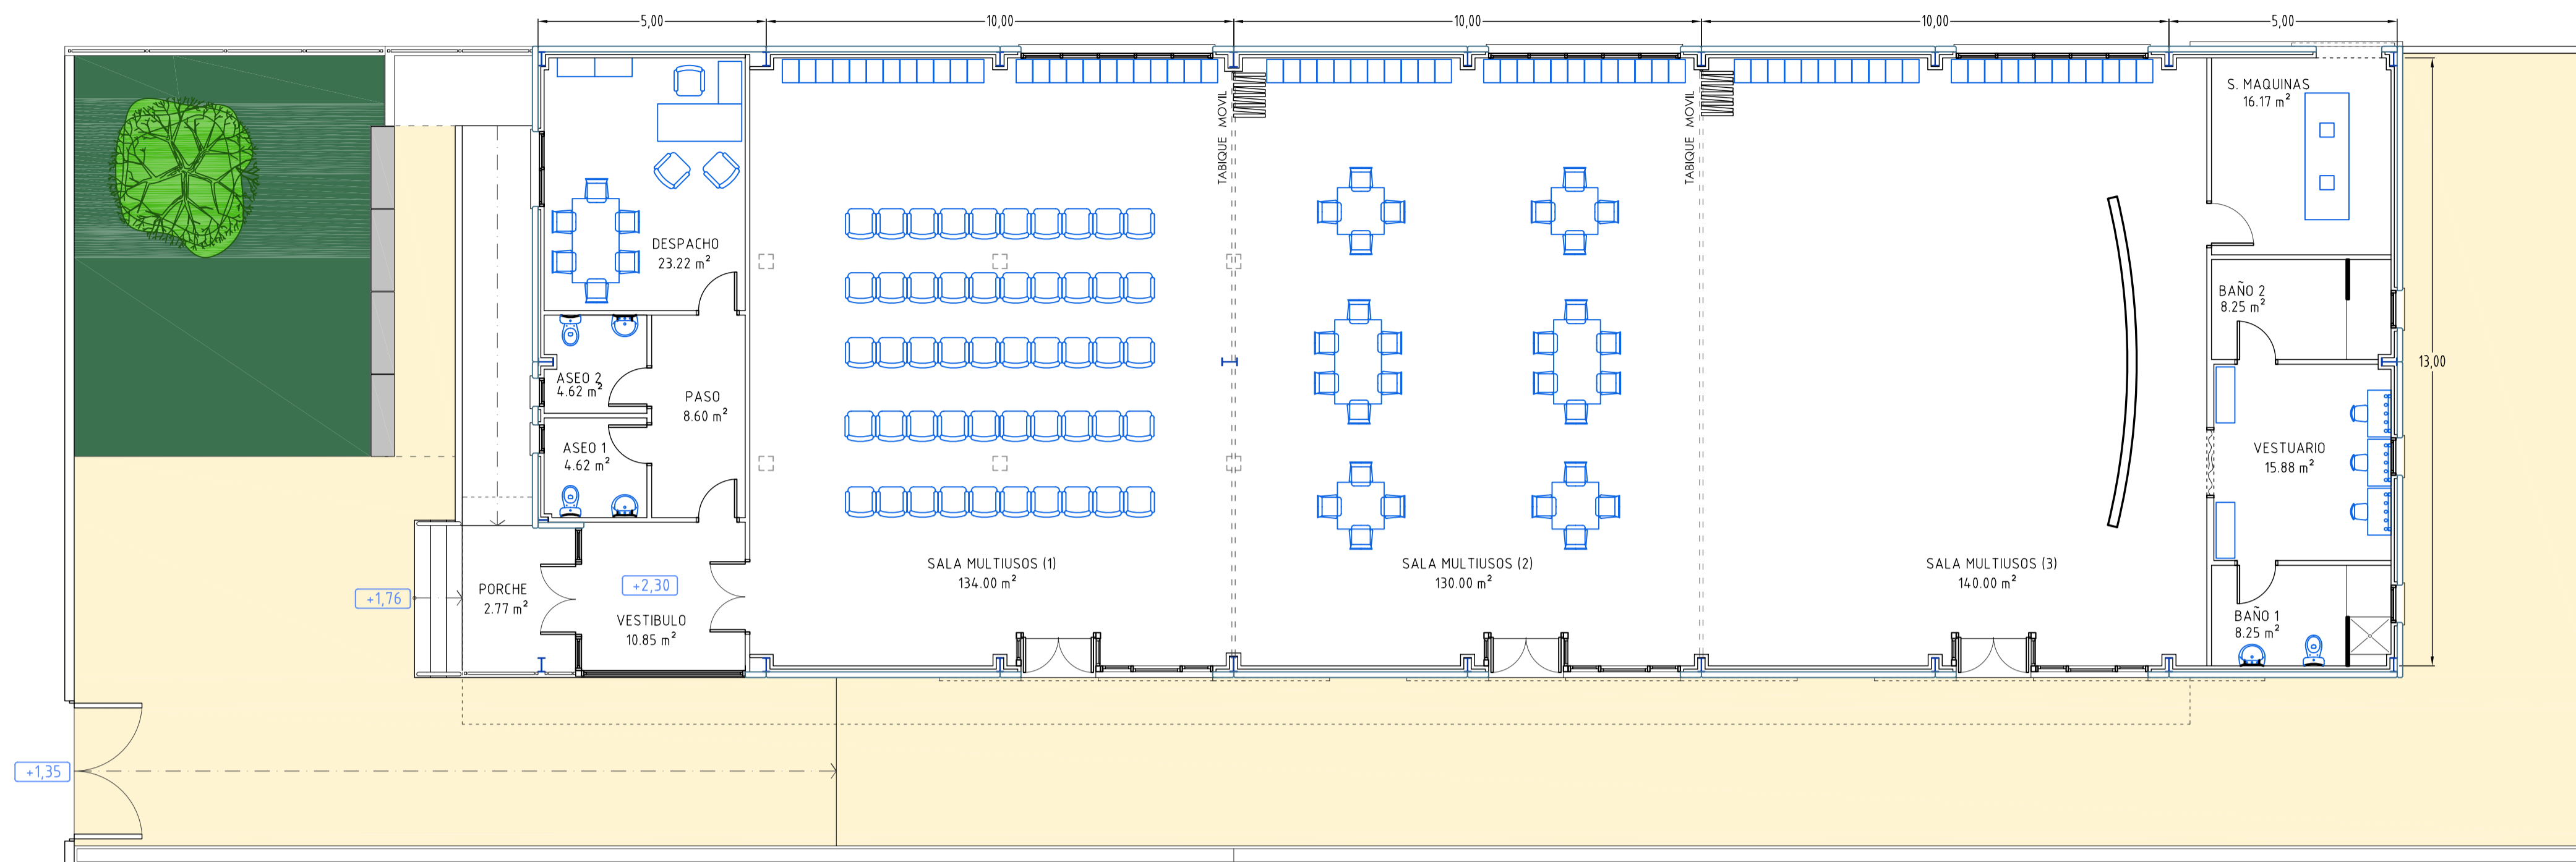 5,00
10,00
10,00
10,00
5,00
TABIQUE MOVIL
TABIQUE MOVIL
S. MAQUINAS
16.17 m²
DESPACHO
23.22 m²
BAÑO 2
8.25 m²
13,00
ASEO 2
4.62 m²
PASO
8.60 m²
ASEO 1
4.62 m²
VESTUARIO
15.88 m²
SALA MULTIUSOS (1)
134.00 m²
SALA MULTIUSOS (2)
130.00 m²
SALA MULTIUSOS (3)
140.00 m²
+1,76
PORCHE
2.77 m²
+2,30
VESTIBULO
10.85 m²
BAÑO 1
8.25 m²
+1,35